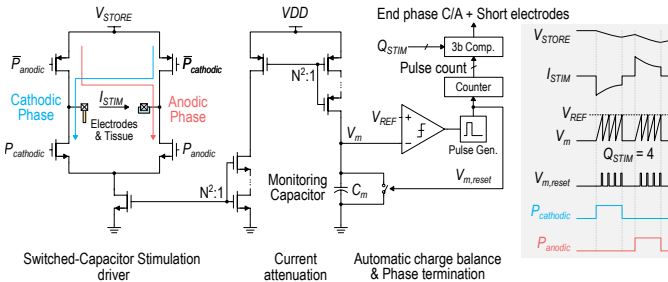 End phase C/A + Short electrodes
V_STORE
VDD
Q_STIM
3b Comp.
Pulse count
Counter
P̅_anodic
P̅_cathodic
N²:1
Cathodic Phase
I_STIM
Anodic Phase
Electrodes & Tissue
V_REF
V_m
+
−
Pulse Gen.
P_cathodic
P_anodic
N²:1
Monitoring Capacitor
C_m
V_m,reset
Switched-Capacitor Stimulation driver
Current attenuation
Automatic charge balance & Phase termination
V_STORE
I_STIM
V_REF
V_m
Q_STIM = 4
V_m,reset
P_cathodic
P_anodic